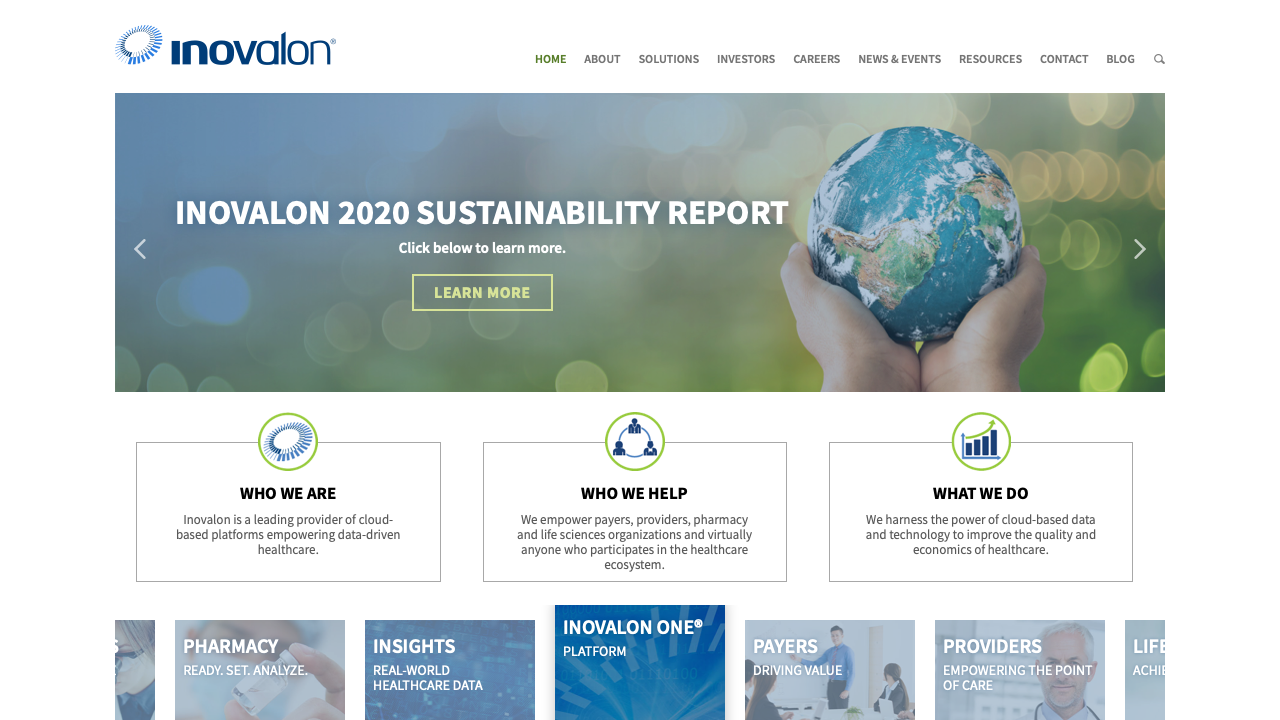 inovalon®
HOME ABOUT SOLUTIONS INVESTORS CAREERS NEWS & EVENTS RESOURCES CONTACT BLOG
INOVALON 2020 SUSTAINABILITY REPORT
Click below to learn more.
LEARN MORE
WHO WE ARE
Inovalon is a leading provider of cloud-
based platforms empowering data-driven
healthcare.
WHO WE HELP
We empower payers, providers, pharmacy
and life sciences organizations and virtually
anyone who participates in the healthcare
ecosystem.
WHAT WE DO
We harness the power of cloud-based data
and technology to improve the quality and
economics of healthcare.
PHARMACY
READY. SET. ANALYZE.
INSIGHTS
REAL-WORLD
HEALTHCARE DATA
INOVALON ONE®
PLATFORM
PAYERS
DRIVING VALUE
PROVIDERS
EMPOWERING THE POINT
OF CARE
LIFE
ACHIE